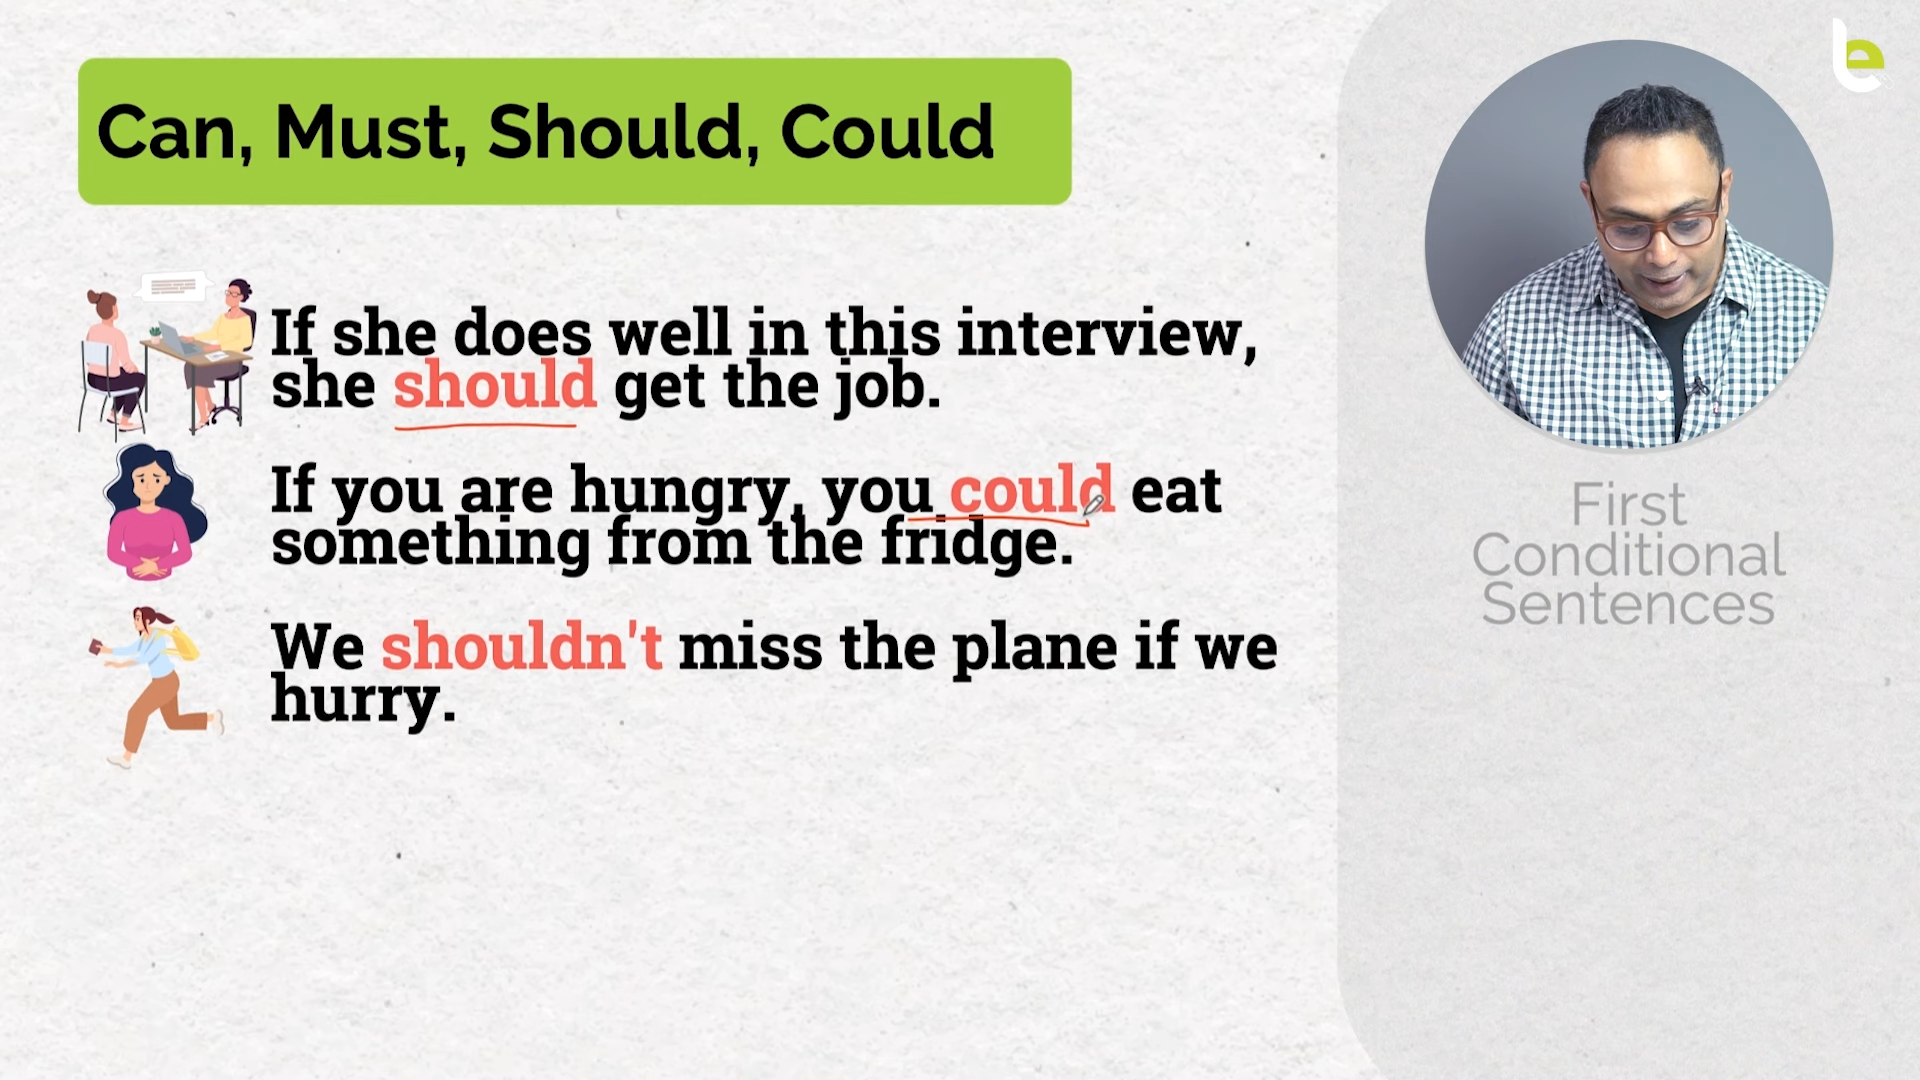 Can, Must, Should, Could
If she does well in this interview,
she should get the job.
If you are hungry, you could eat
something from the fridge.
We shouldn't miss the plane if we
hurry.
First
Conditional
Sentences